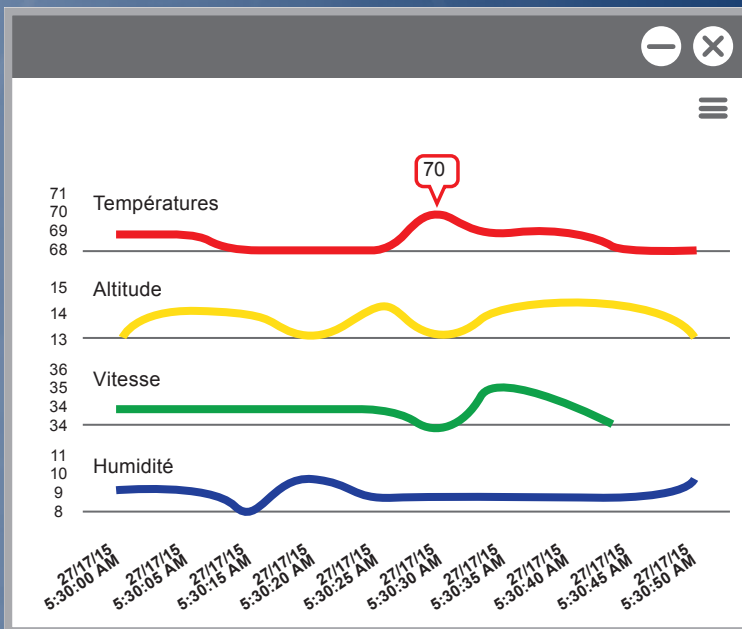 70
Températures
71
70
69
68
Altitude
15
14
13
Vitesse
36
35
34
34
Humidité
11
10
9
8
27/17/15
5:30:00 AM
27/17/15
5:30:05 AM
27/17/15
5:30:15 AM
27/17/15
5:30:20 AM
27/17/15
5:30:25 AM
27/17/15
5:30:30 AM
27/17/15
5:30:35 AM
27/17/15
5:30:40 AM
27/17/15
5:30:45 AM
27/17/15
5:30:50 AM